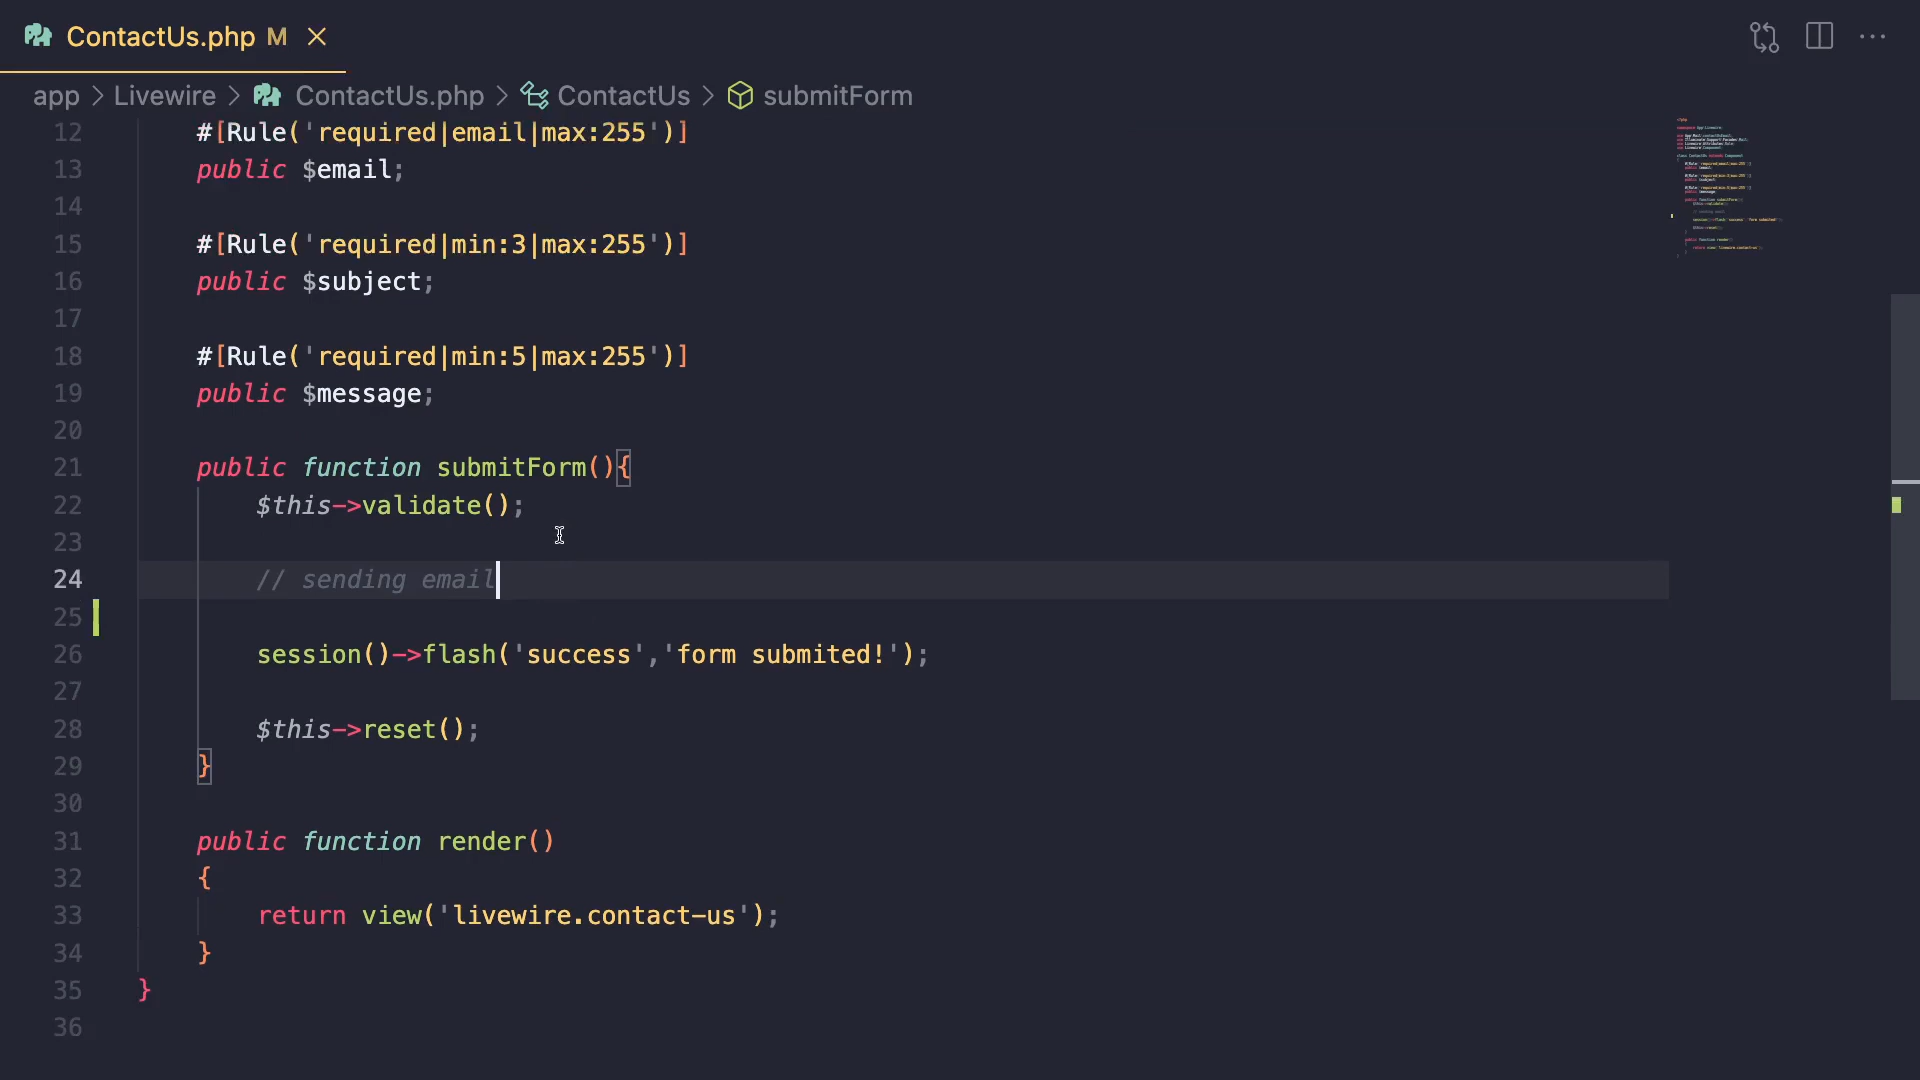 ContactUs.php M
app > Livewire > ContactUs.php > ContactUs > submitForm
12 #[Rule('required|email|max:255')]
13 public $email;
14
15 #[Rule('required|min:3|max:255')]
16 public $subject;
17
18 #[Rule('required|min:5|max:255')]
19 public $message;
20
21 public function submitForm(){
22 $this->validate();
23
24 // sending email
25
26 session()->flash('success','form submited!');
27
28 $this->reset();
29 }
30
31 public function render()
32 {
33 return view('livewire.contact-us');
34 }
35 }
36